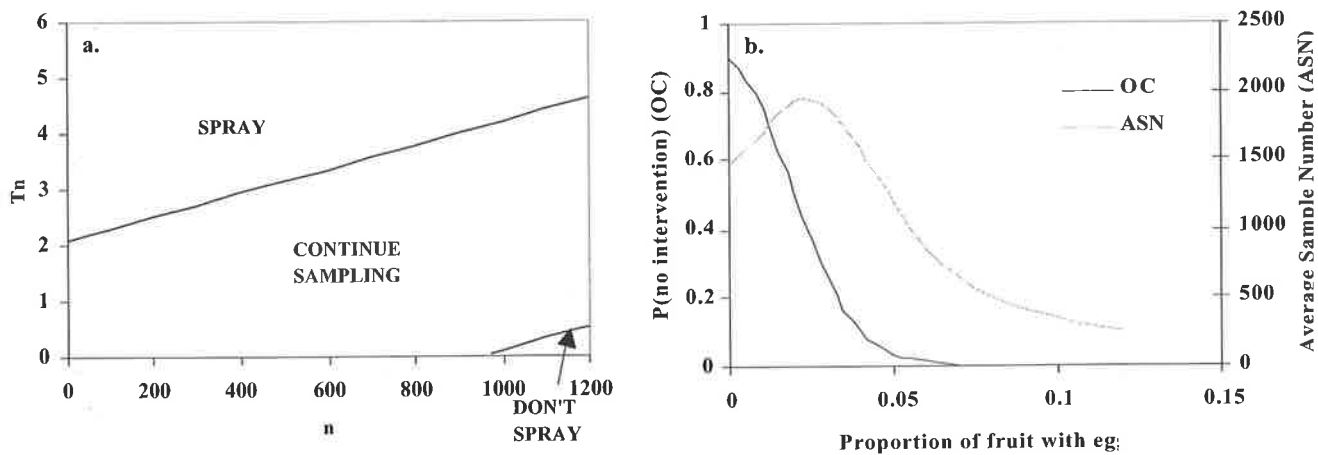 a.
6
5
4
3
2
1
0
Tn
SPRAY
CONTINUE
SAMPLING
0 200 400 600 800 1000 1200
n
DON'T
SPRAY
b.
1
0.8
0.6
0.4
0.2
0
P(no intervention) (OC)
OC
ASN
2500
2000
1500
1000
500
0
Average Sample Number (ASN)
0 0.05 0.1 0.15
Proportion of fruit with